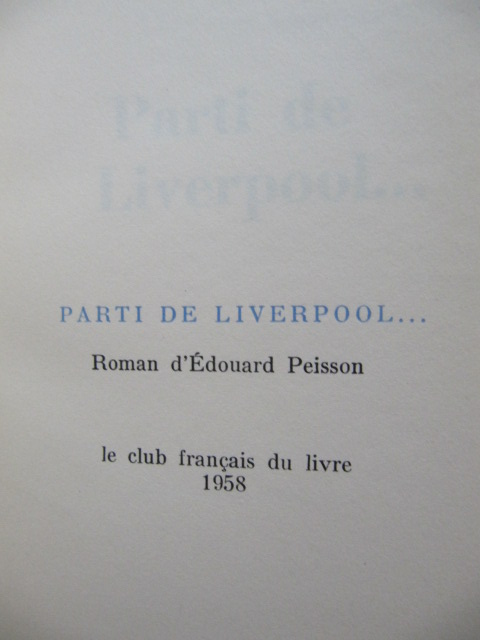 Parti de
Liverpool...
PARTI DE LIVERPOOL...
Roman d'Édouard Peisson
le club français du livre
1958